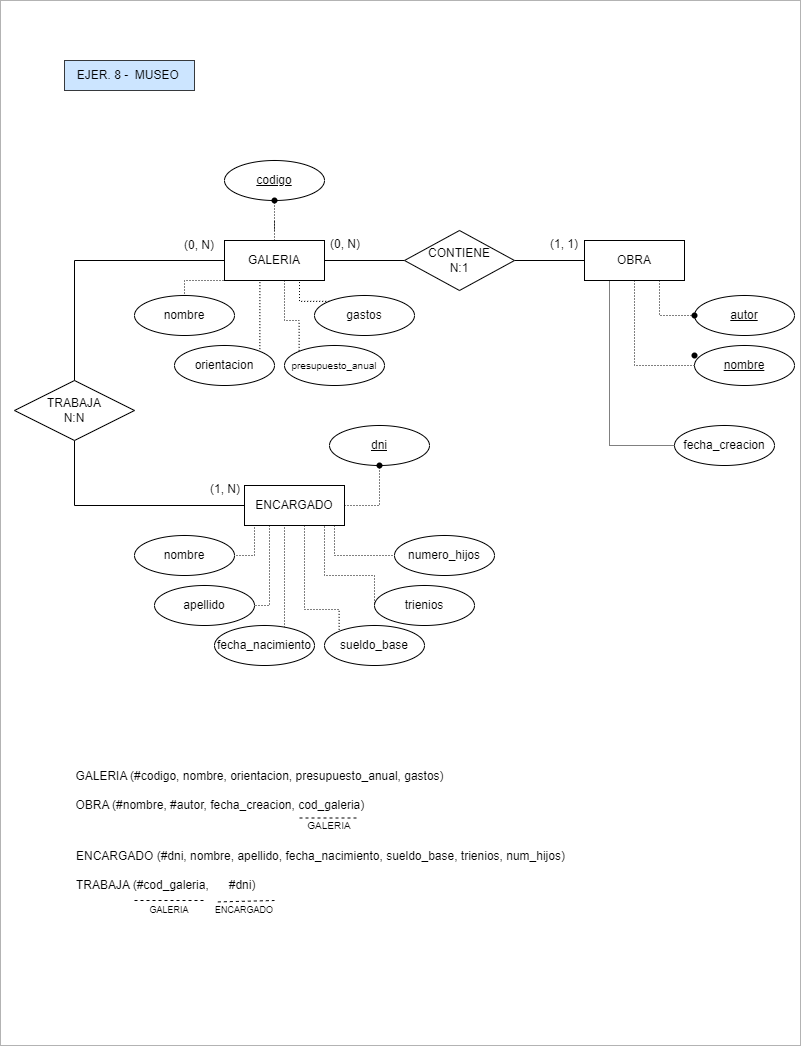 EJER. 8 - MUSEO
codigo
(0, N)
GALERIA
(0, N)
CONTIENE
N:1
(1, 1)
OBRA
nombre
gastos
autor
orientacion
presupuesto_anual
nombre
TRABAJA
N:N
dni
fecha_creacion
(1, N)
ENCARGADO
nombre
numero_hijos
apellido
trienios
fecha_nacimiento
sueldo_base
GALERIA (#codigo, nombre, orientacion, presupuesto_anual, gastos)
OBRA (#nombre, #autor, fecha_creacion, cod_galeria)
GALERIA
ENCARGADO (#dni, nombre, apellido, fecha_nacimiento, sueldo_base, trienios, num_hijos)
TRABAJA (#cod_galeria, #dni)
GALERIA ENCARGADO